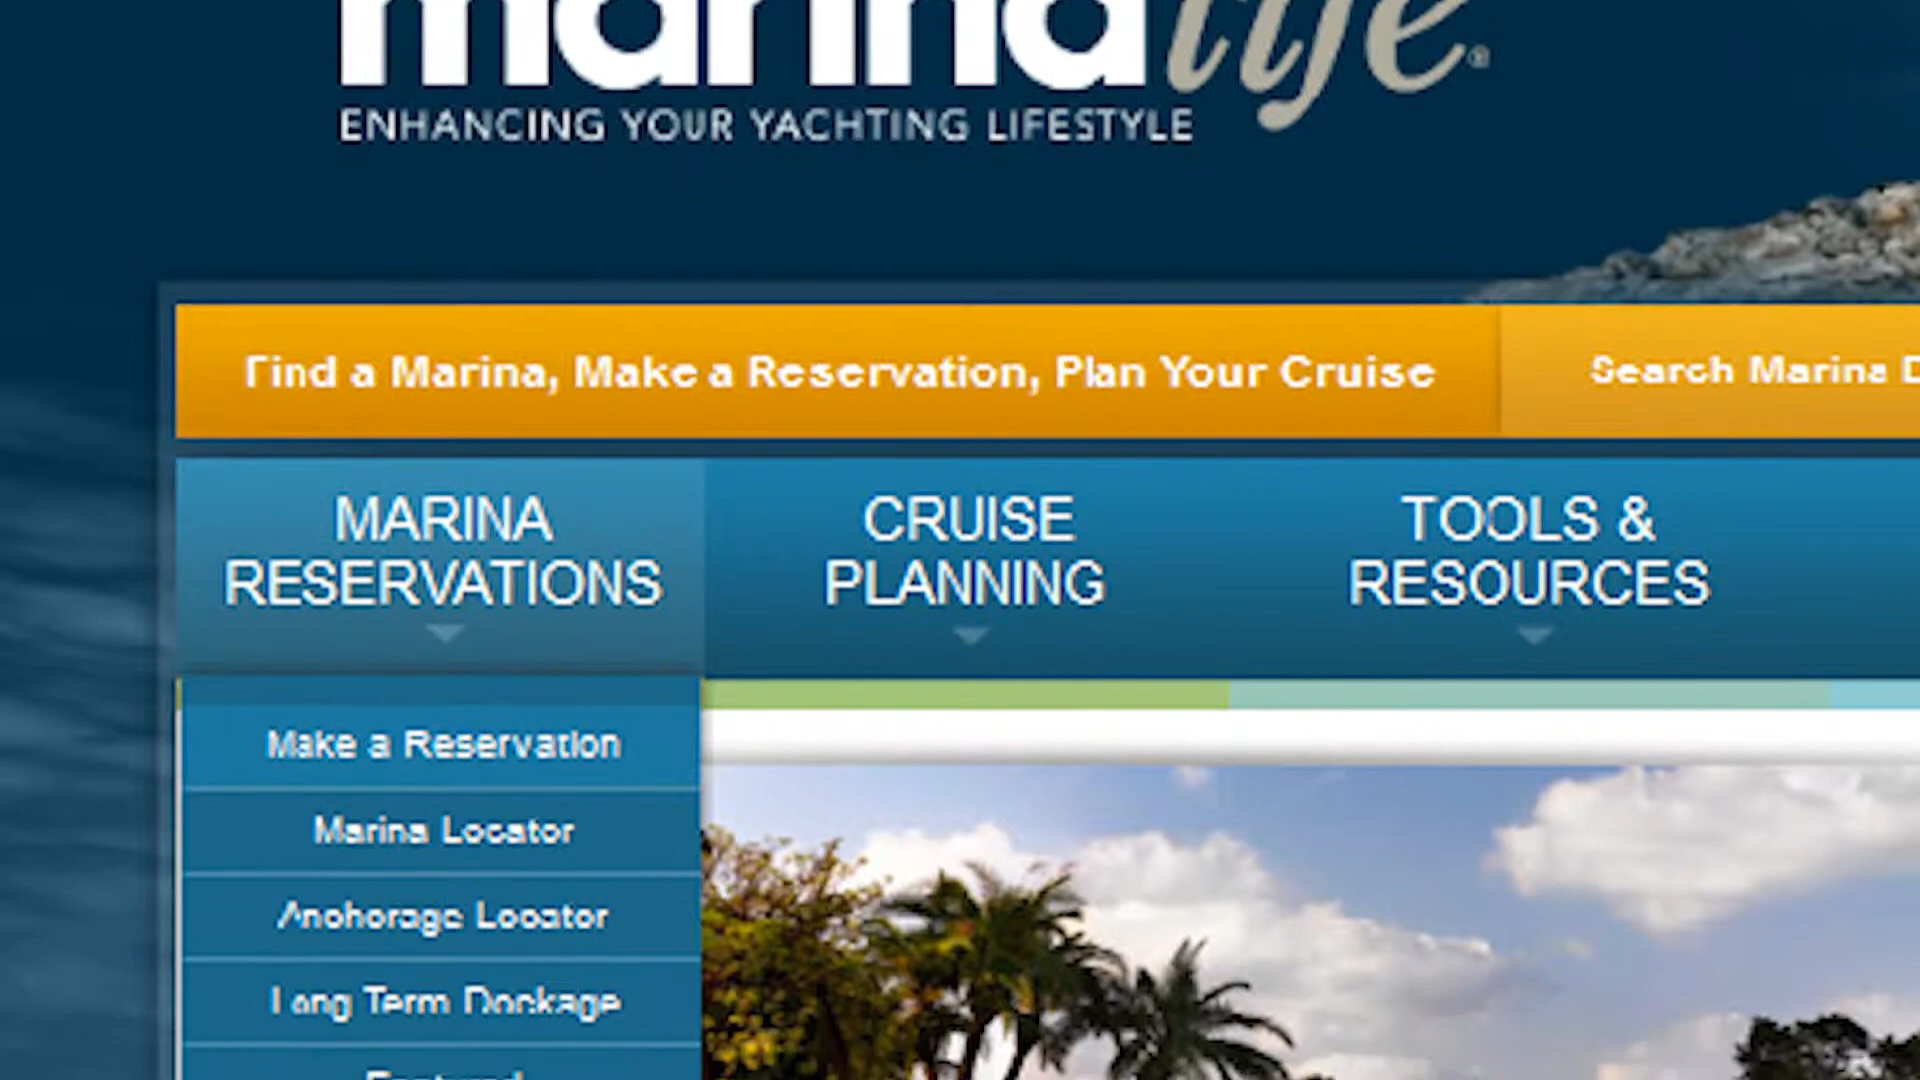 marinalife®
ENHANCING YOUR YACHTING LIFESTYLE
Find a Marina, Make a Reservation, Plan Your Cruise
Search Marina
MARINA
RESERVATIONS
CRUISE
PLANNING
TOOLS &
RESOURCES
Make a Reservation
Marina Locator
Anchorage Locator
Long Term Dockage